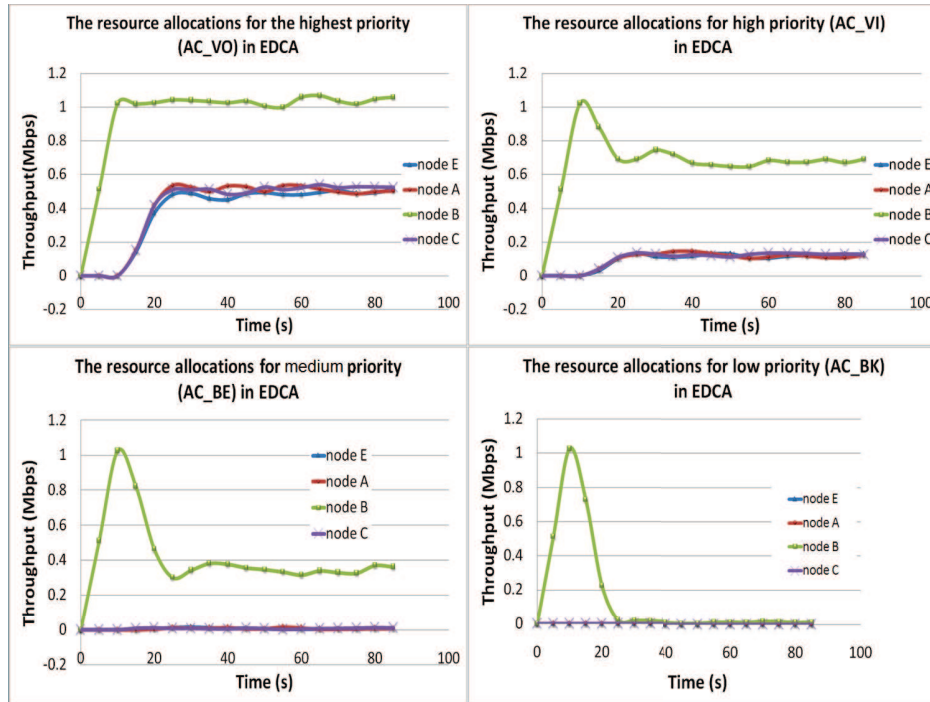 The resource allocations for the highest priority
(AC_VO) in EDCA
1.2
1
0.8
0.6
0.4
0.2
0
-0.2
Throughput(Mbps)
0
20
40
60
80
100
Time (s)
node E
node A
node B
node C
The resource allocations for high priority (AC_VI)
in EDCA
1.2
1
0.8
0.6
0.4
0.2
0
-0.2
Throughput (Mbps)
0
20
40
60
80
100
Time (s)
node E
node A
node B
node C
The resource allocations for medium priority
(AC_BE) in EDCA
1.2
1
0.8
0.6
0.4
0.2
0
-0.2
Throughput (Mbps)
0
20
40
60
80
100
Time (s)
node E
node A
node B
node C
The resource allocations for low priority (AC_BK)
in EDCA
1.2
1
0.8
0.6
0.4
0.2
0
Throughput (Mbps)
0
20
40
60
80
100
Time (s)
node E
node A
node B
node C